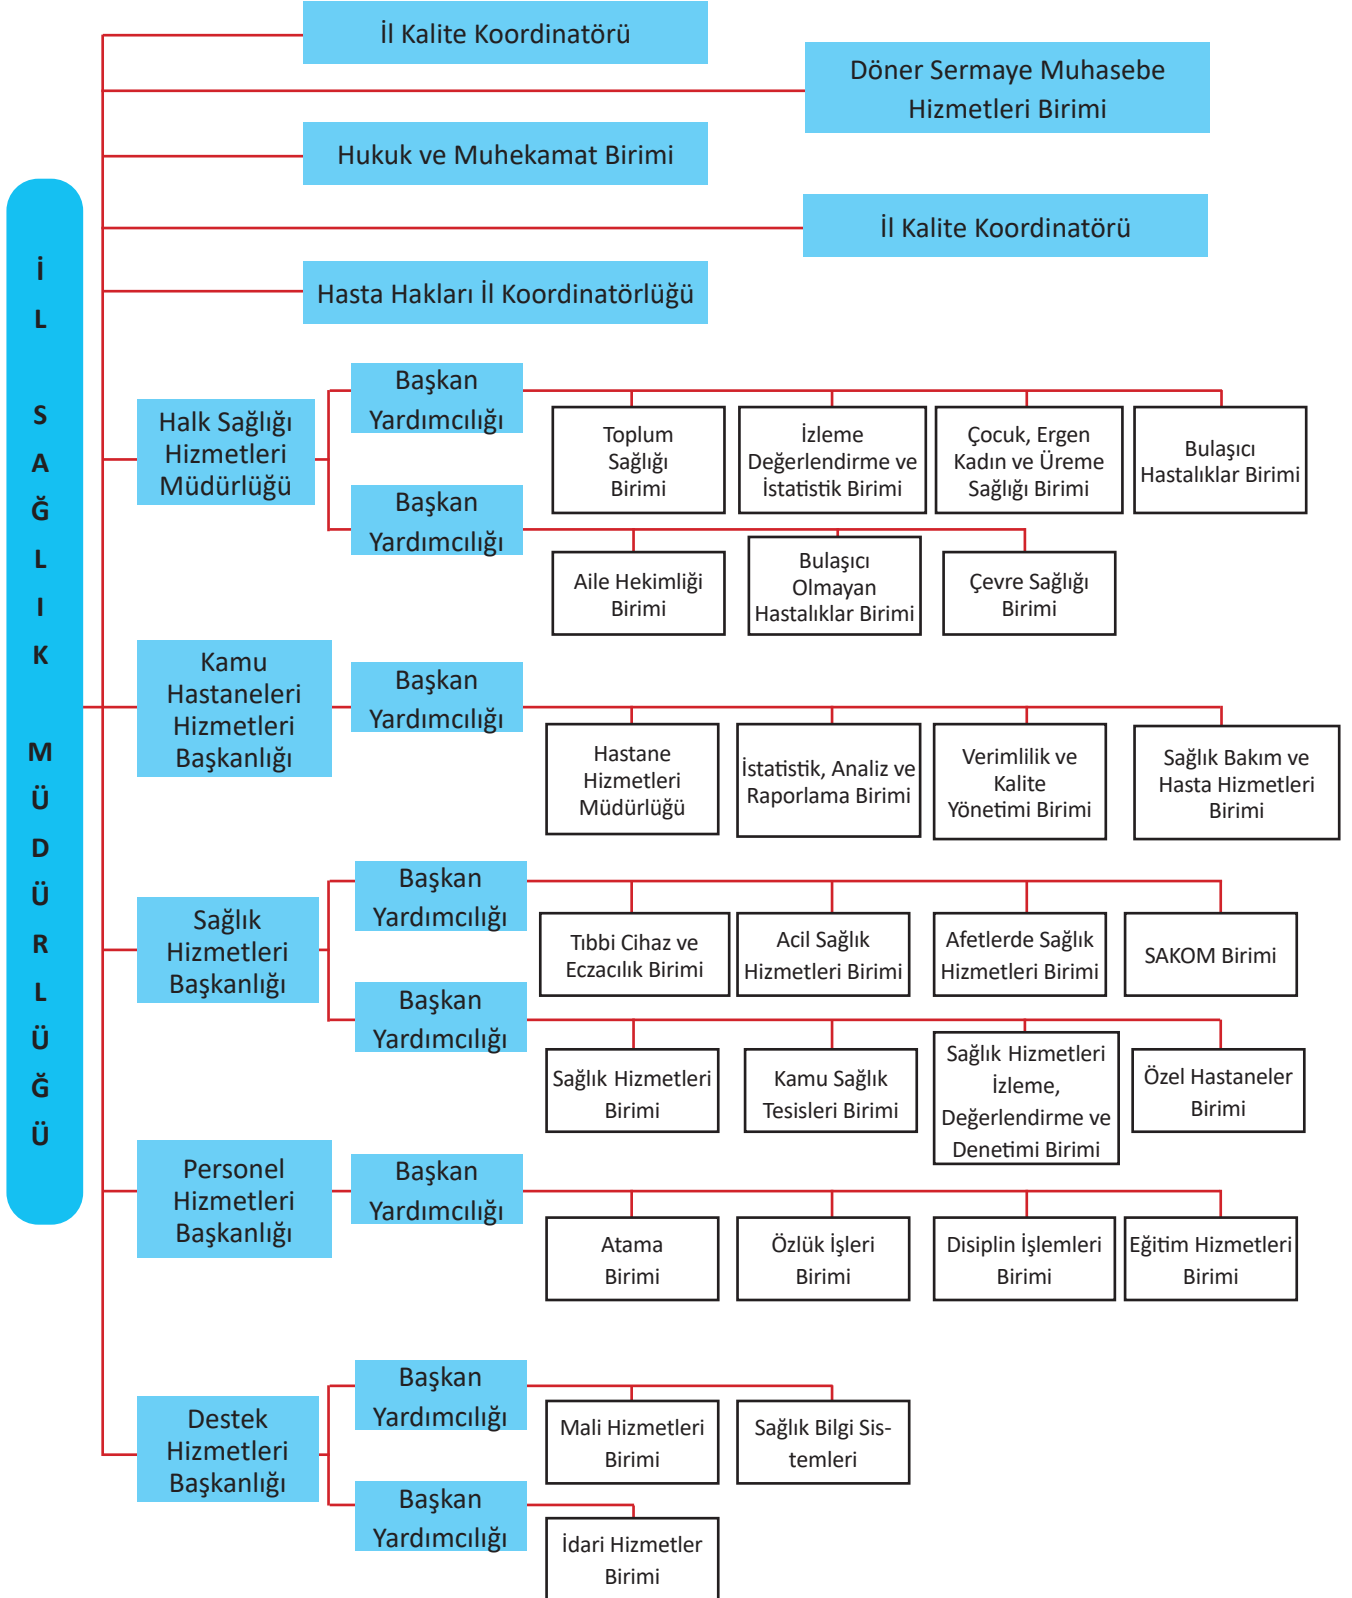 İl Kalite Koordinatörü
Döner Sermaye Muhasebe
Hizmetleri Birimi
Hukuk ve Muhekamat Birimi
İl Kalite Koordinatörü
Hasta Hakları İl Koordinatörlüğü
İL SAĞLIK MÜDÜRLÜĞÜ
Halk Sağlığı
Hizmetleri
Müdürlüğü
Başkan
Yardımcılığı
Toplum
Sağlığı
Birimi
İzleme
Değerlendirme ve
İstatistik Birimi
Çocuk, Ergen
Kadın ve Üreme
Sağlığı Birimi
Bulaşıcı
Hastalıklar Birimi
Başkan
Yardımcılığı
Aile Hekimliği
Birimi
Bulaşıcı
Olmayan
Hastalıklar Birimi
Çevre Sağlığı
Birimi
Kamu
Hastaneleri
Hizmetleri
Başkanlığı
Başkan
Yardımcılığı
Hastane
Hizmetleri
Müdürlüğü
İstatistik, Analiz ve
Raporlama Birimi
Verimlilik ve
Kalite
Yönetimi Birimi
Sağlık Bakım ve
Hasta Hizmetleri
Birimi
Sağlık
Hizmetleri
Başkanlığı
Başkan
Yardımcılığı
Tıbbi Cihaz ve
Eczacılık Birimi
Acil Sağlık
Hizmetleri Birimi
Afetlerde Sağlık
Hizmetleri Birimi
SAKOM Birimi
Başkan
Yardımcılığı
Sağlık Hizmetleri
Birimi
Kamu Sağlık
Tesisleri Birimi
Sağlık Hizmetleri
İzleme,
Değerlendirme ve
Denetimi Birimi
Özel Hastaneler
Birimi
Personel
Hizmetleri
Başkanlığı
Başkan
Yardımcılığı
Atama
Birimi
Özlük İşleri
Birimi
Disiplin İşlemleri
Birimi
Eğitim Hizmetleri
Birimi
Destek
Hizmetleri
Başkanlığı
Başkan
Yardımcılığı
Mali Hizmetleri
Birimi
Sağlık Bilgi Sis-
temleri
Başkan
Yardımcılığı
İdari Hizmetler
Birimi